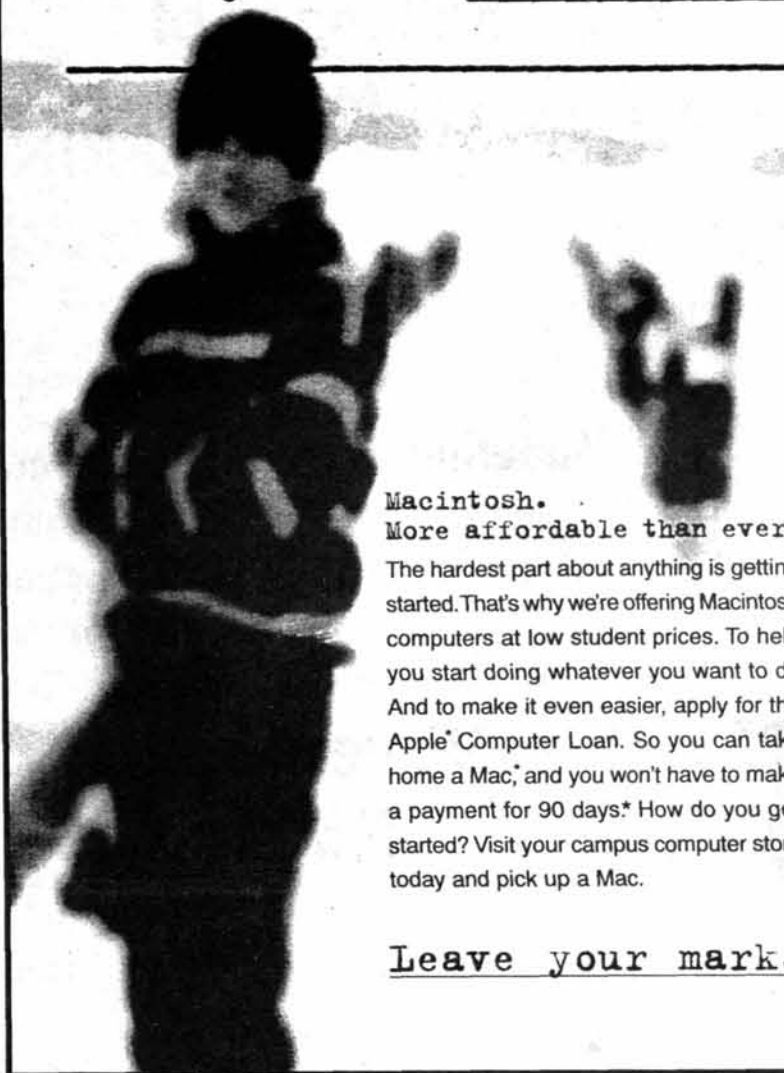 Macintosh.
More affordable than ever
The hardest part about anything is gettin
started. That's why we're offering Macintos
computers at low student prices. To hel
you start doing whatever you want to d
And to make it even easier, apply for th
Apple® Computer Loan. So you can tak
home a Mac,® and you won't have to mak
a payment for 90 days.* How do you ge
started? Visit your campus computer stor
today and pick up a Mac.
Leave your mark